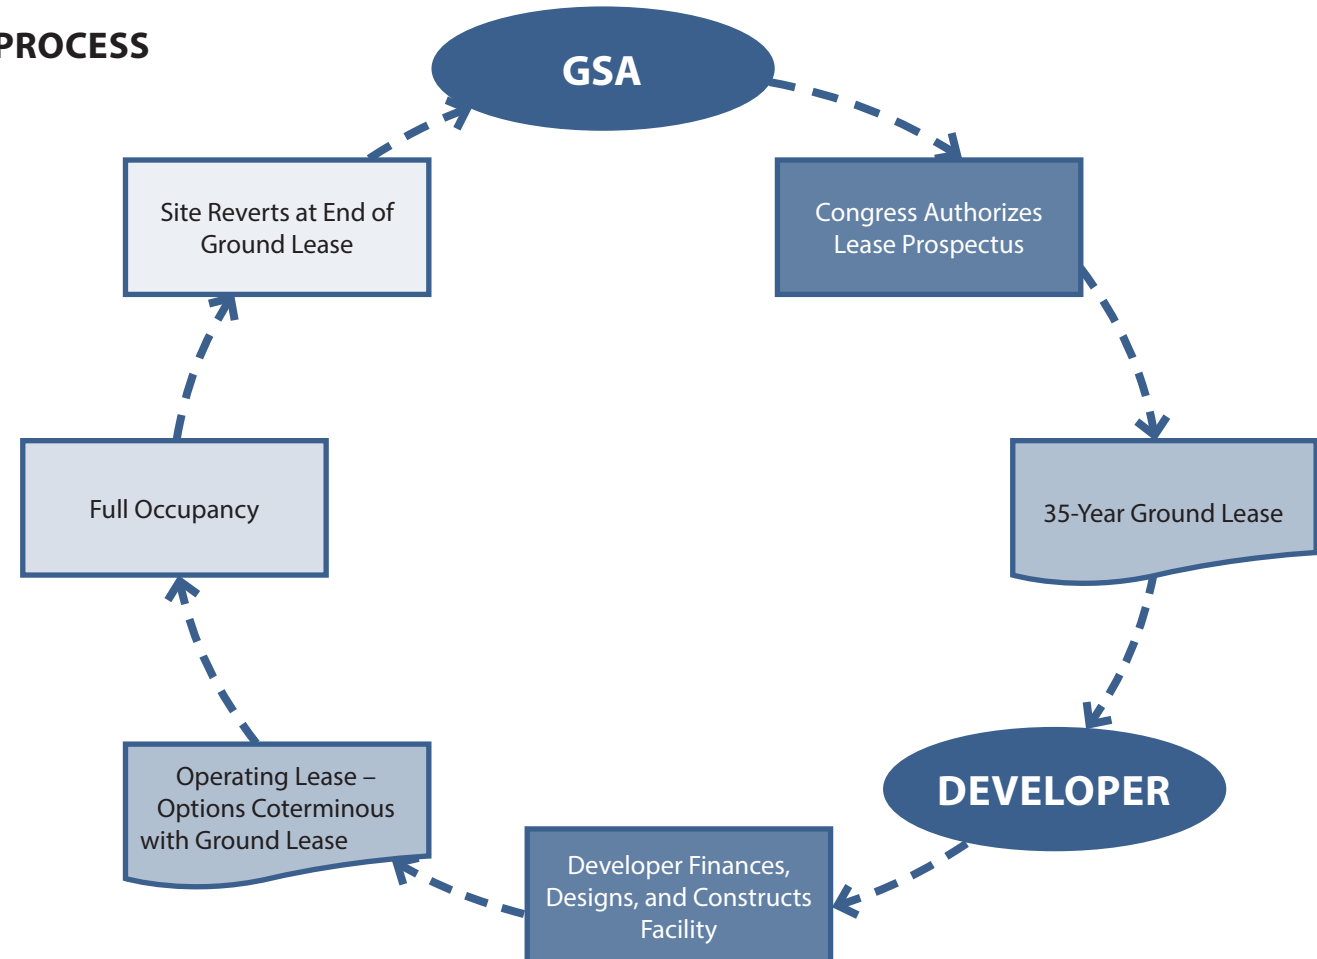 PROCESS
GSA
Congress Authorizes
Lease Prospectus
35-Year Ground Lease
DEVELOPER
Developer Finances,
Designs, and Constructs
Facility
Operating Lease –
Options Coterminous
with Ground Lease
Full Occupancy
Site Reverts at End of
Ground Lease